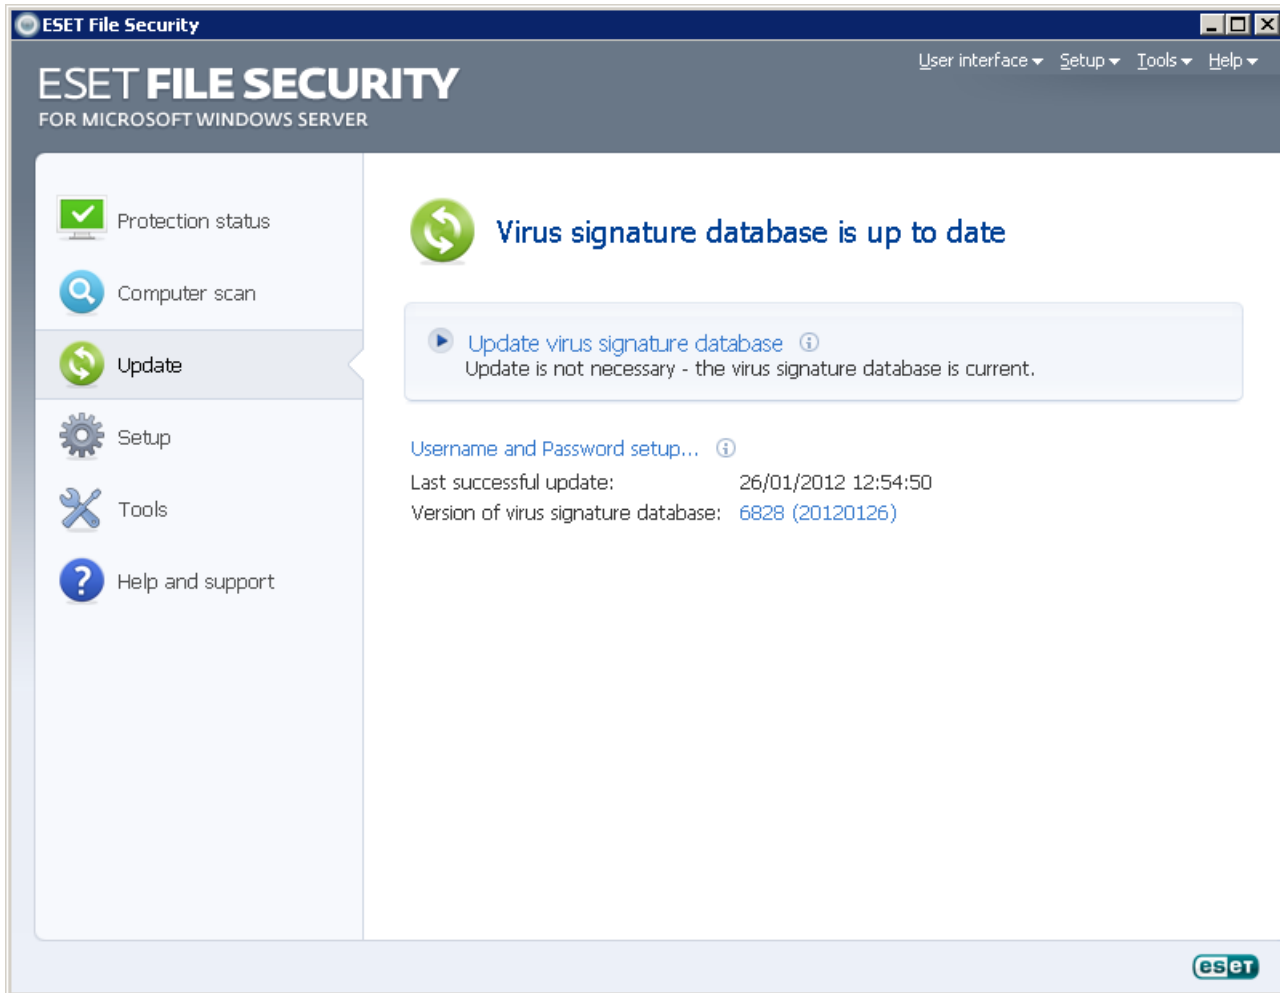 ESET File Security
ESET FILE SECURITY
FOR MICROSOFT WINDOWS SERVER
User interface Setup Tools Help
Protection status
Computer scan
Update
Setup
Tools
Help and support
Virus signature database is up to date
Update virus signature database
Update is not necessary - the virus signature database is current.
Username and Password setup...
Last successful update: 26/01/2012 12:54:50
Version of virus signature database: 6828 (20120126)
eset